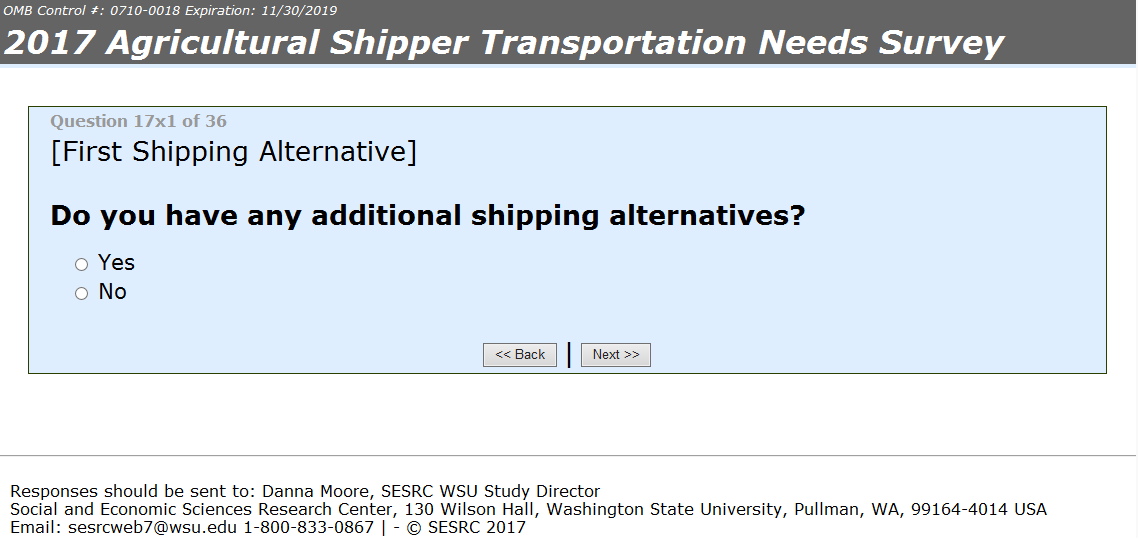 OMB Control #: 0710-0018 Expiration: 11/30/2019
2017 Agricultural Shipper Transportation Needs Survey
Question 17x1 of 36
[First Shipping Alternative]
Do you have any additional shipping alternatives?
Yes
No
<< Back | Next >>
Responses should be sent to: Danna Moore, SESRC WSU Study Director
Social and Economic Sciences Research Center, 130 Wilson Hall, Washington State University, Pullman, WA, 99164-4014 USA
Email: sesrcweb7@wsu.edu 1-800-833-0867 | - © SESRC 2017